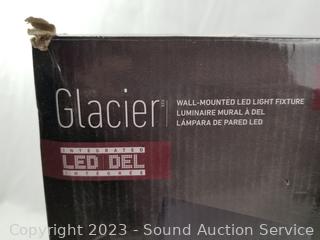 Glacier
WALL-MOUNTED LED LIGHT FIXTURE
LUMINAIRE MURAL À DEL
LÁMPARA DE PARED LED
INTEGRATED
LED DEL
INTÉGRÉE
Copyright 2023 - Sound Auction Service